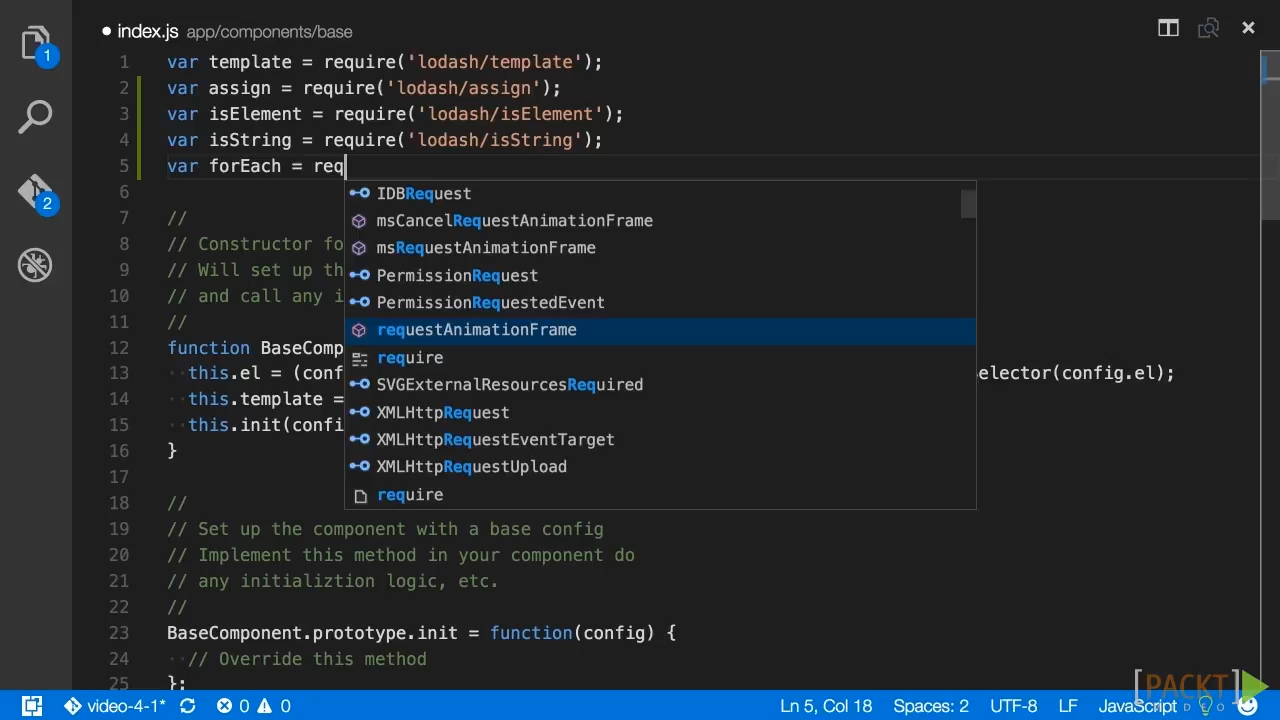 ● index.js app/components/base
1 var template = require('lodash/template');
2 var assign = require('lodash/assign');
3 var isElement = require('lodash/isElement');
4 var isString = require('lodash/isString');
5 var forEach = req
IDBRequest
msCancelRequestAnimationFrame
msRequestAnimationFrame
PermissionRequest
PermissionRequestedEvent
requestAnimationFrame
require
SVGExternalResourcesRequired
XMLHttpRequest
XMLHttpRequestEventTarget
XMLHttpRequestUpload
require
6
7 //
8 // Constructor fo
9 // Will set up th
10 // and call any i
11 //
12 function BaseComp
13 this.el = (conf elector(config.el);
14 this.template =
15 this.init(confi
16 }
17
18 //
19 // Set up the component with a base config
20 // Implement this method in your component do
21 // any initializtion logic, etc.
22 //
23 BaseComponent.prototype.init = function(config) {
24 // Override this method
25 };
1
2
video-4-1* 0 0 Ln 5, Col 18 Spaces: 2 UTF-8 LF JavaScript
[PACKT]